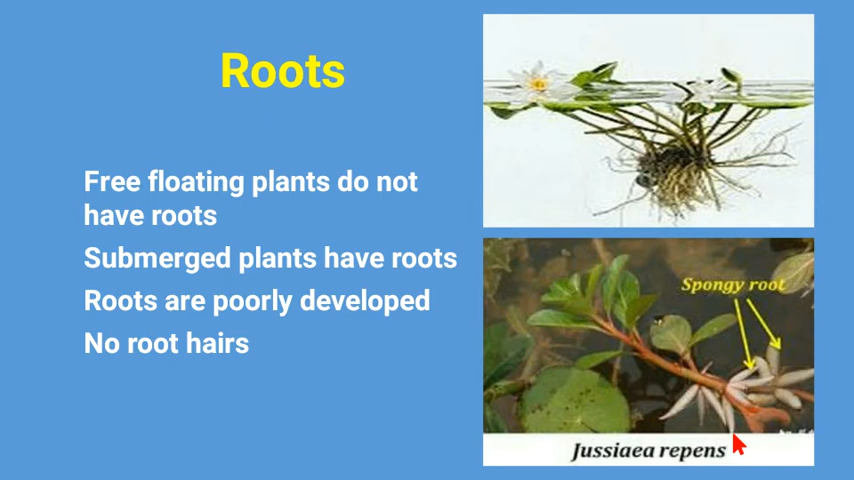 Roots
Free floating plants do not
have roots
Submerged plants have roots
Roots are poorly developed
No root hairs
Spongy root
Jussiaea repens